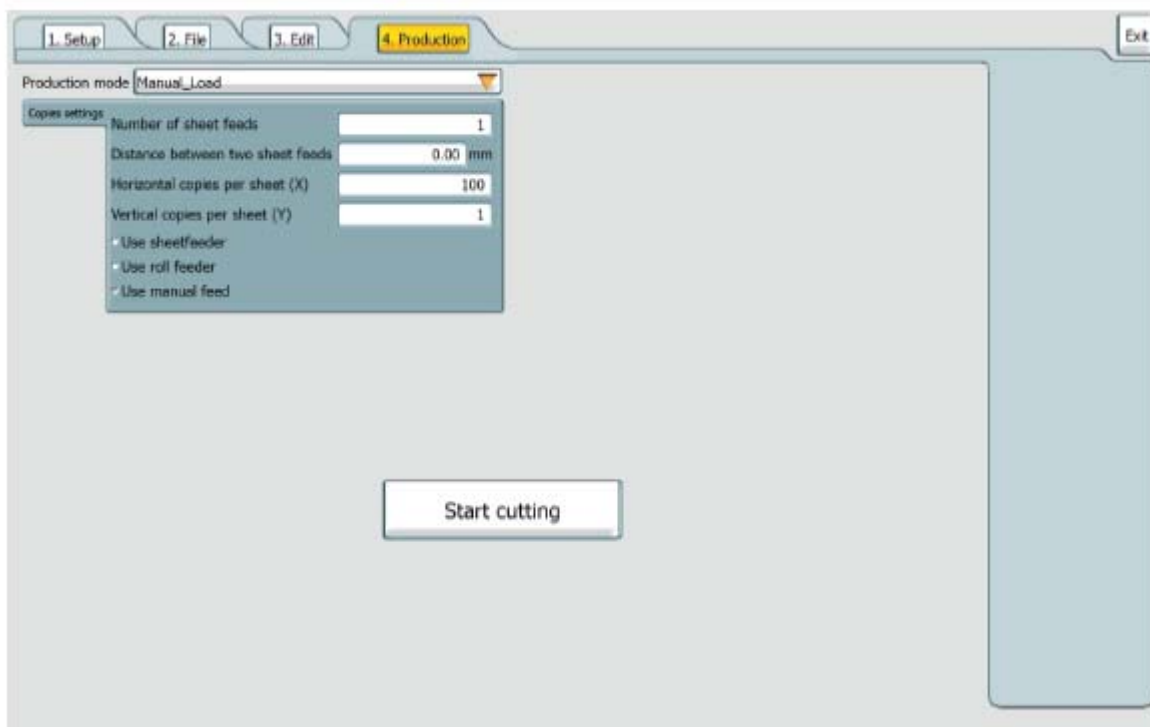 1. Setup 2. File 3. Edit 4. Production Exit
Production mode Manual_Load
Copies settings
Number of sheet feeds 1
Distance between two sheet feeds 0.00 mm
Horizontal copies per sheet (X) 100
Vertical copies per sheet (Y) 1
Use sheetfeeder
Use roll feeder
Use manual feed
Start cutting